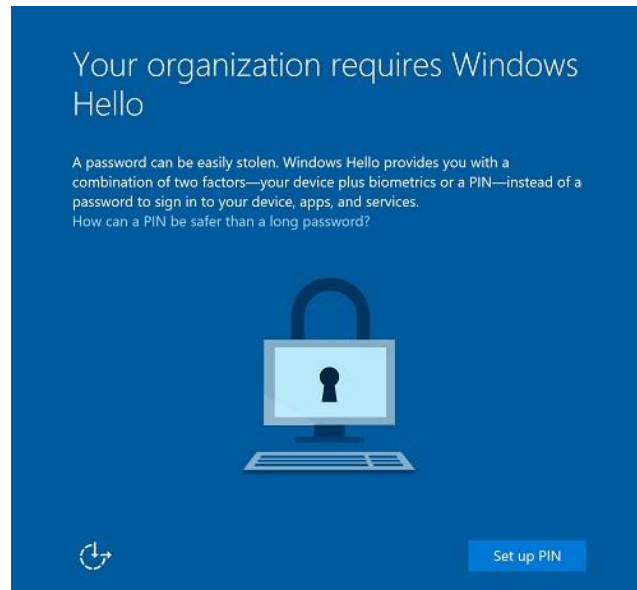 Your organization requires Windows
Hello
A password can be easily stolen. Windows Hello provides you with a
combination of two factors—your device plus biometrics or a PIN—instead of a
password to sign in to your device, apps, and services.
How can a PIN be safer than a long password?
Set up PIN